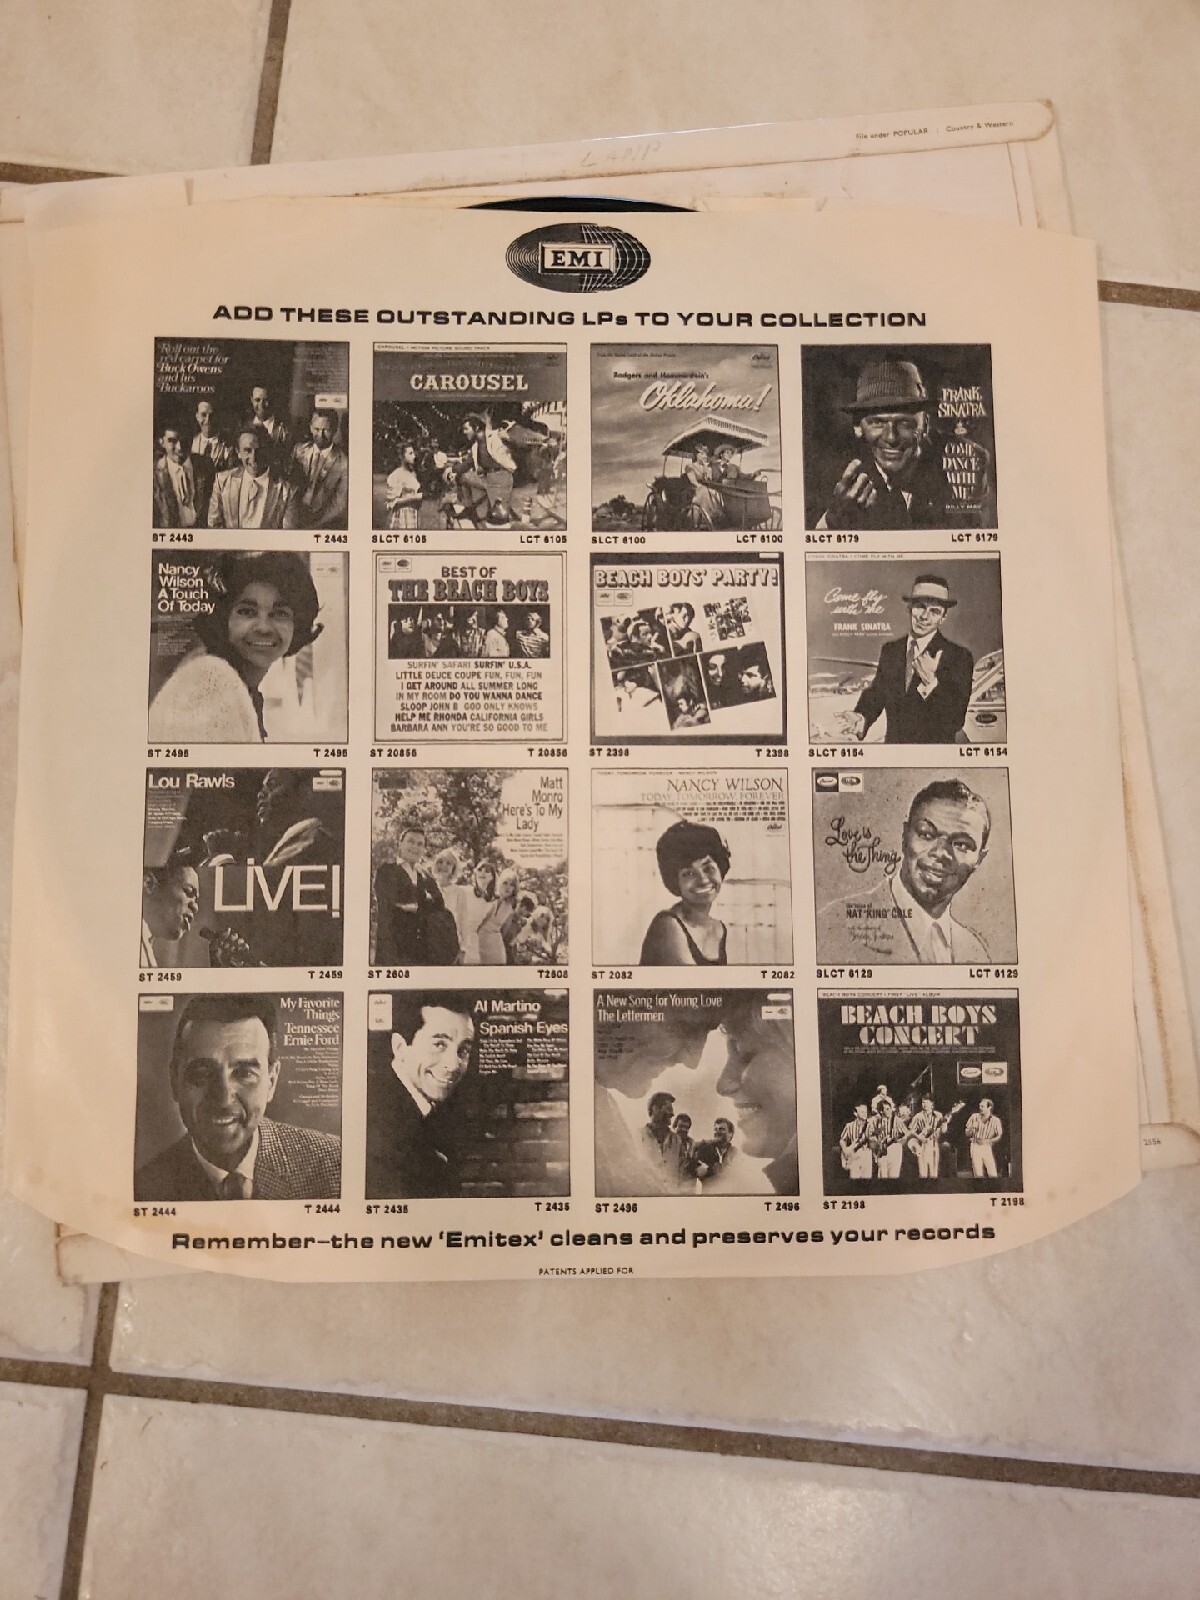 File under POPULAR : Country & Western
EMI
ADD THESE OUTSTANDING LPs TO YOUR COLLECTION
Roll out the
red carpet for
Buck Owens
and his
Buckaroos
ST 2443 T 2443
CAROUSEL
SLCT 6105 LCT 6105
Rodgers and Hammerstein's
Oklahoma!
SLCT 6100 LCT 6100
FRANK
SINATRA
COME
DANCE
WITH
ME!
BILLY MAY
SLCT 6179 LCT 6179
Nancy
Wilson
A Touch
Of Today
ST 2495 T 2495
BEST OF
THE BEACH BOYS
SURFIN' SAFARI SURFIN' U.S.A.
LITTLE DEUCE COUPE FUN, FUN, FUN
I GET AROUND ALL SUMMER LONG
IN MY ROOM DO YOU WANNA DANCE
SLOOP JOHN B GOD ONLY KNOWS
HELP ME RHONDA CALIFORNIA GIRLS
BARBARA ANN YOU'RE SO GOOD TO ME
ST 20856 T 20856
BEACH BOYS' PARTY!
ST 2398 T 2398
Come fly
with me
FRANK SINATRA
SLCT 6154 LCT 6154
Lou Rawls
LIVE!
ST 2459 T 2459
Matt
Monro
Here's To My
Lady
ST 2608 T2608
NANCY WILSON
TODAY TOMORROW FOREVER
ST 2082 T 2082
Love is
the Thing
NAT "KING" COLE
SLCT 6129 LCT 6129
My Favorite
Things
Tennessee
Ernie Ford
ST 2444 T 2444
Al Martino
Spanish Eyes
ST 2435 T 2435
A New Song for Young Love
The Lettermen
ST 2496 T 2496
BEACH BOYS CONCERT • FIRST 'LIVE' ALBUM
BEACH BOYS
CONCERT
ST 2198 T 2198
Remember–the new 'Emitex' cleans and preserves your records
PATENTS APPLIED FOR